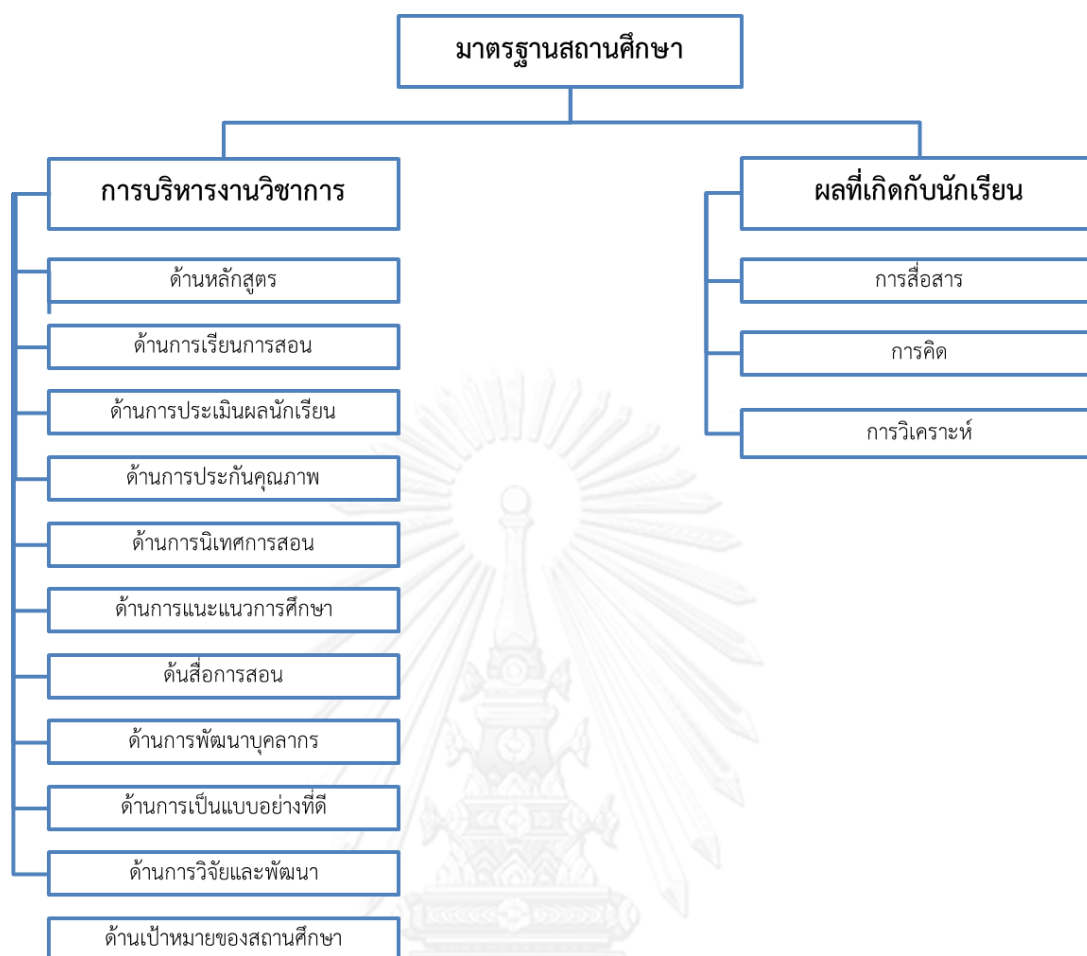 มาตรฐานสถานศึกษา
การบริหารงานวิชาการ
ด้านหลักสูตร
ด้านการเรียนการสอน
ด้านการประเมินผลนักเรียน
ด้านการประกันคุณภาพ
ด้านการนิเทศการสอน
ด้านการแนะแนวการศึกษา
ด้นสื่อการสอน
ด้านการพัฒนาบุคลากร
ด้านการเป็นแบบอย่างที่ดี
ด้านการวิจัยและพัฒนา
ด้านเป้าหมายของสถานศึกษา
ผลที่เกิดกับนักเรียน
การสื่อสาร
การคิด
การวิเคราะห์